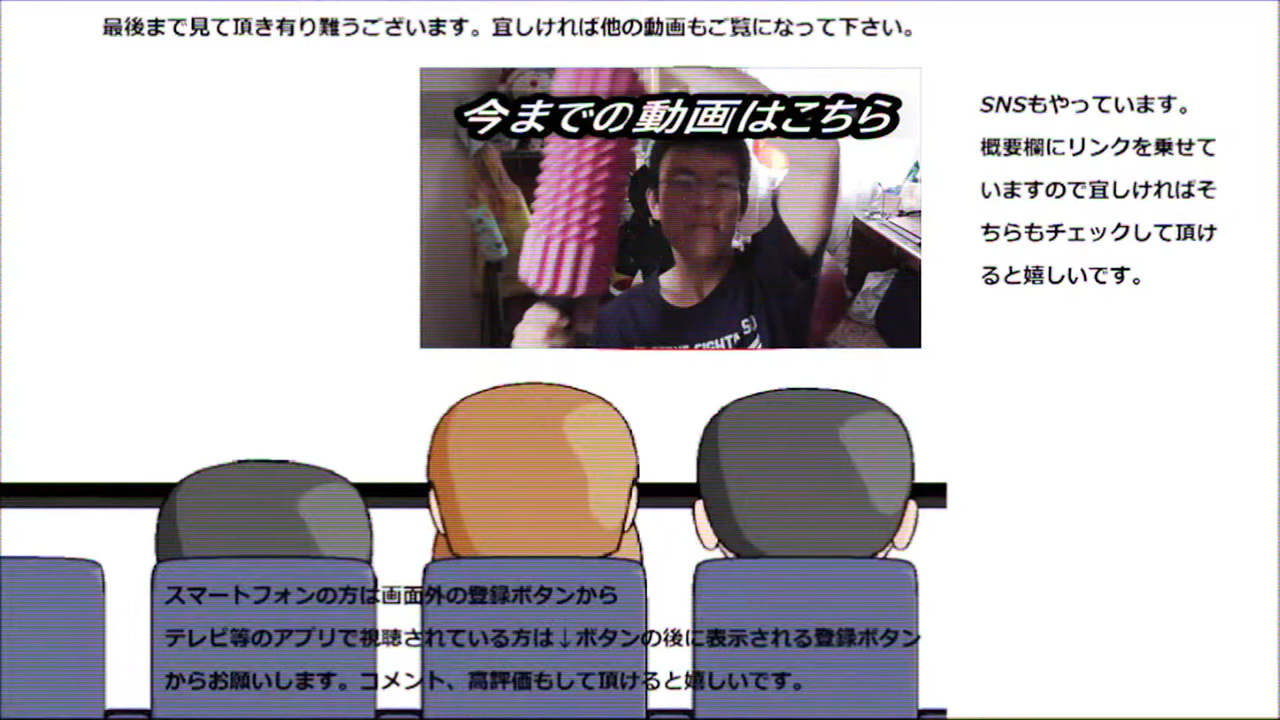 最後まで見て頂き有り難うございます。宜しければ他の動画もご覧になって下さい。
今までの動画はこちら
SNSもやっています。
概要欄にリンクを乗せて
いますので宜しければそ
ちらもチェックして頂け
ると嬉しいです。
スマートフォンの方は画面外の登録ボタンから
テレビ等のアプリで視聴されている方は↓ボタンの後に表示される登録ボタン
からお願いします。コメント、高評価もして頂けると嬉しいです。